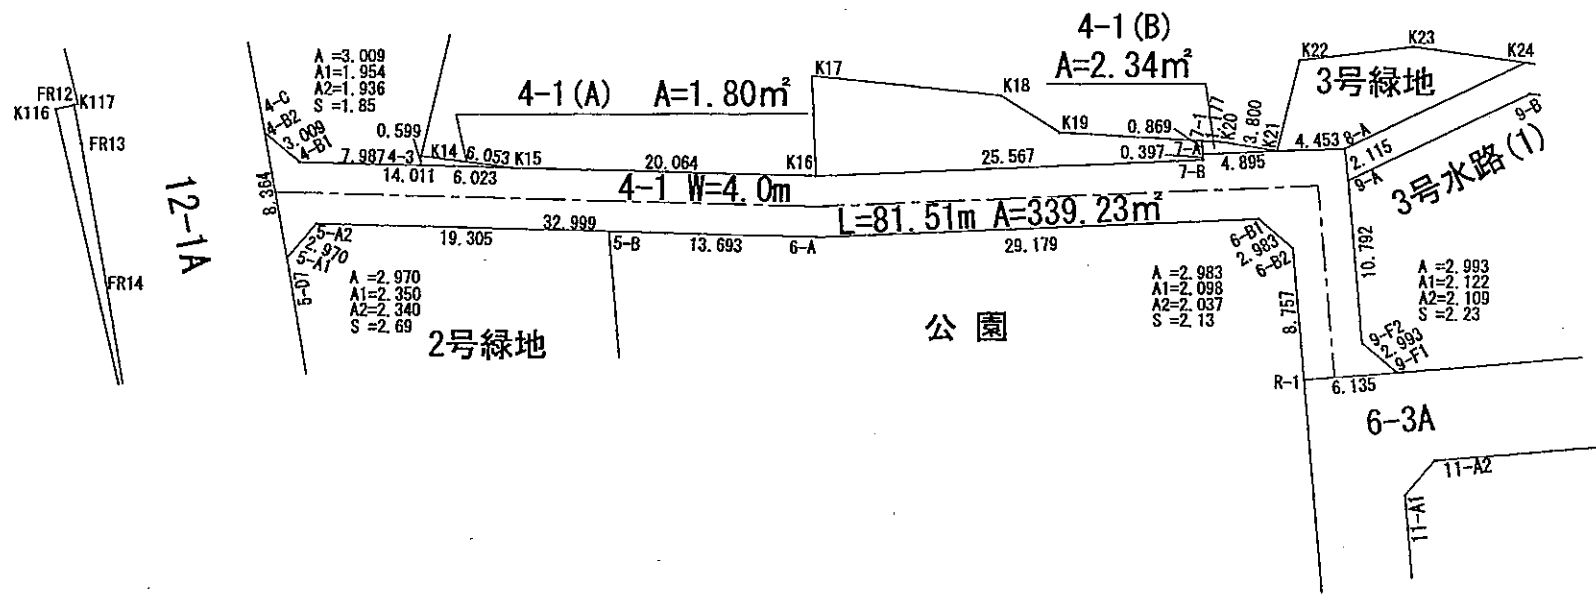 4-1(B)
A=2.34㎡
K22
K23
K24
3号緑地
A =3.009
A1=1.954
A2=1.936
S =1.85
K17
K18
4-1(A) A=1.80㎡
FR12
K117
K116
FR13
4-C
4-B2
3.009
4-B1
0.599
K14
6.053
K15
K19
0.869
7-1
1.177
K20
3.800
K21
4.453
8-A
9-B
7.987
4-3
14.011
6.023
20.064
K16
25.567
0.397
7-A
7-B
4.895
2.115
9-A
3号水路(1)
12-1A
8.364
4-1 W=4.0m
L=81.51m A=339.23㎡
32.999
5-A2
2.970
5-A1
19.305
5-B
13.693
6-A
29.179
6-B1
2.983
6-B2
10.792
FR14
5-07
A =2.970
A1=2.350
A2=2.340
S =2.69
2号緑地
公園
A =2.983
A1=2.098
A2=2.037
S =2.13
8.757
A =2.993
A1=2.122
A2=2.109
S =2.23
9-F2
2.993
9-F1
R-1
6.135
6-3A
11-A2
11-A1